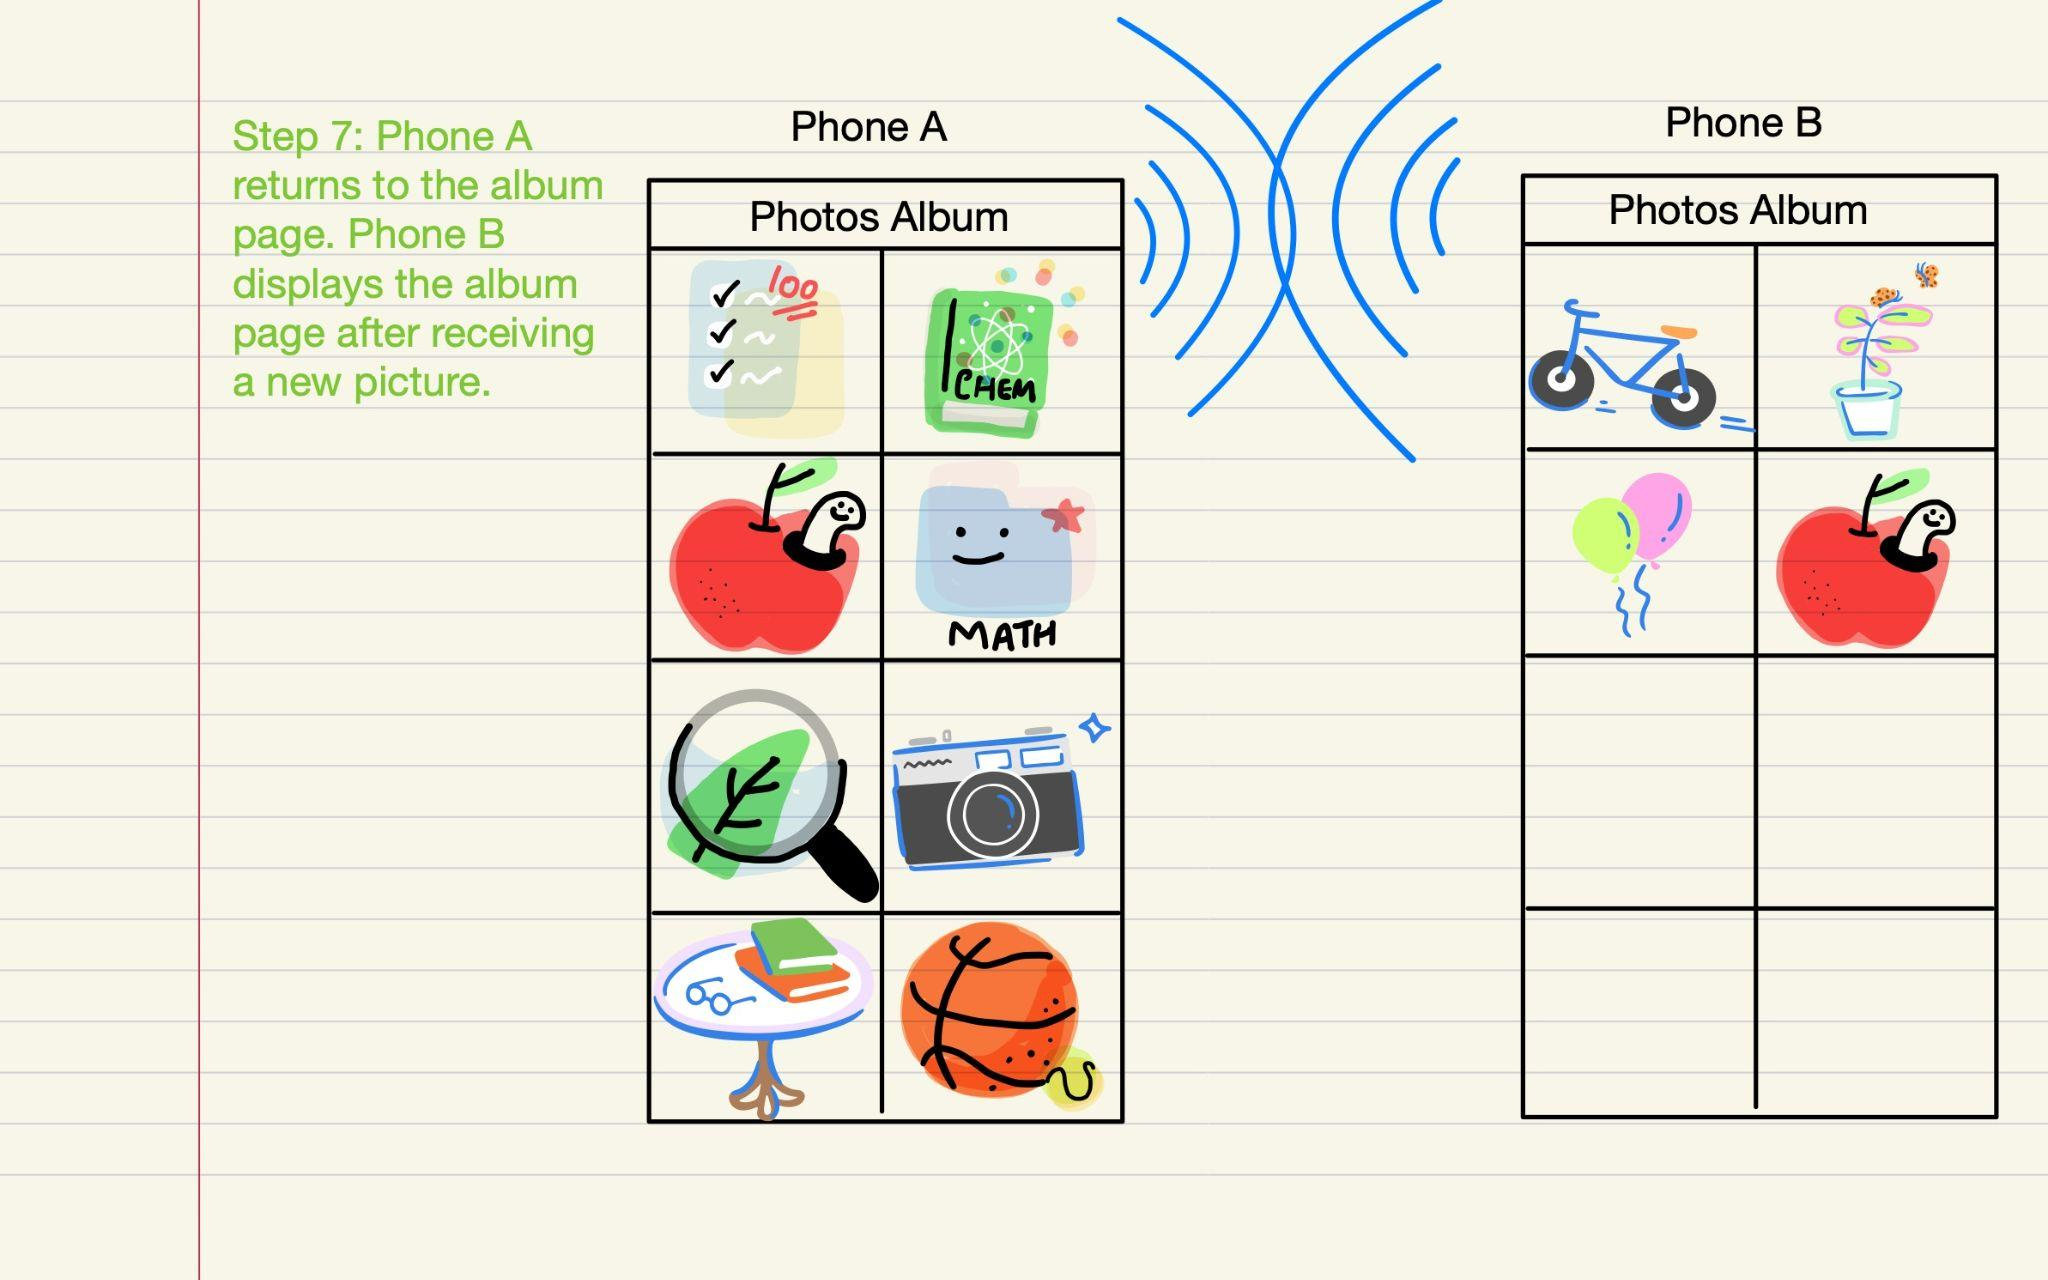 Step 7: Phone A
returns to the album
page. Phone B
displays the album
page after receiving
a new picture.
Phone A
Photos Album
100
CHEM
MATH
Phone B
Photos Album